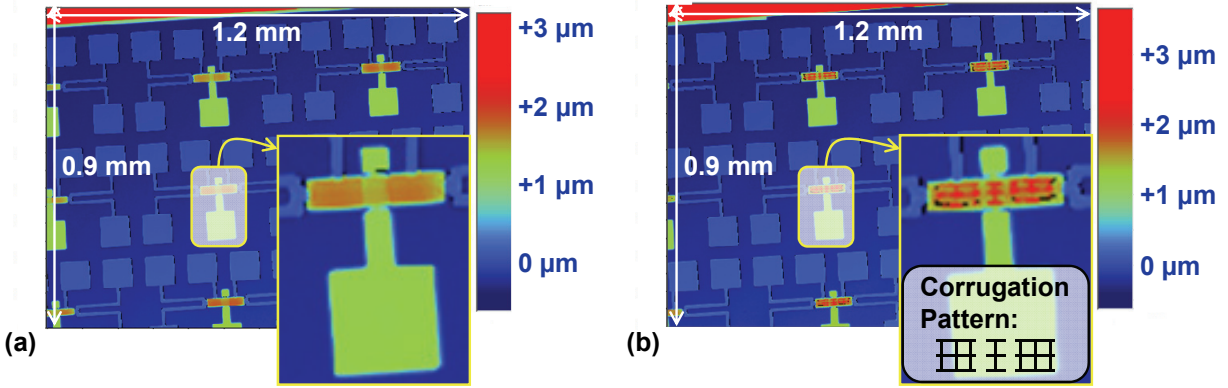 1.2 mm
0.9 mm
+3 µm
+2 µm
+1 µm
0 µm
(a)
1.2 mm
0.9 mm
+3 µm
+2 µm
+1 µm
0 µm
Corrugation
Pattern:
(b)